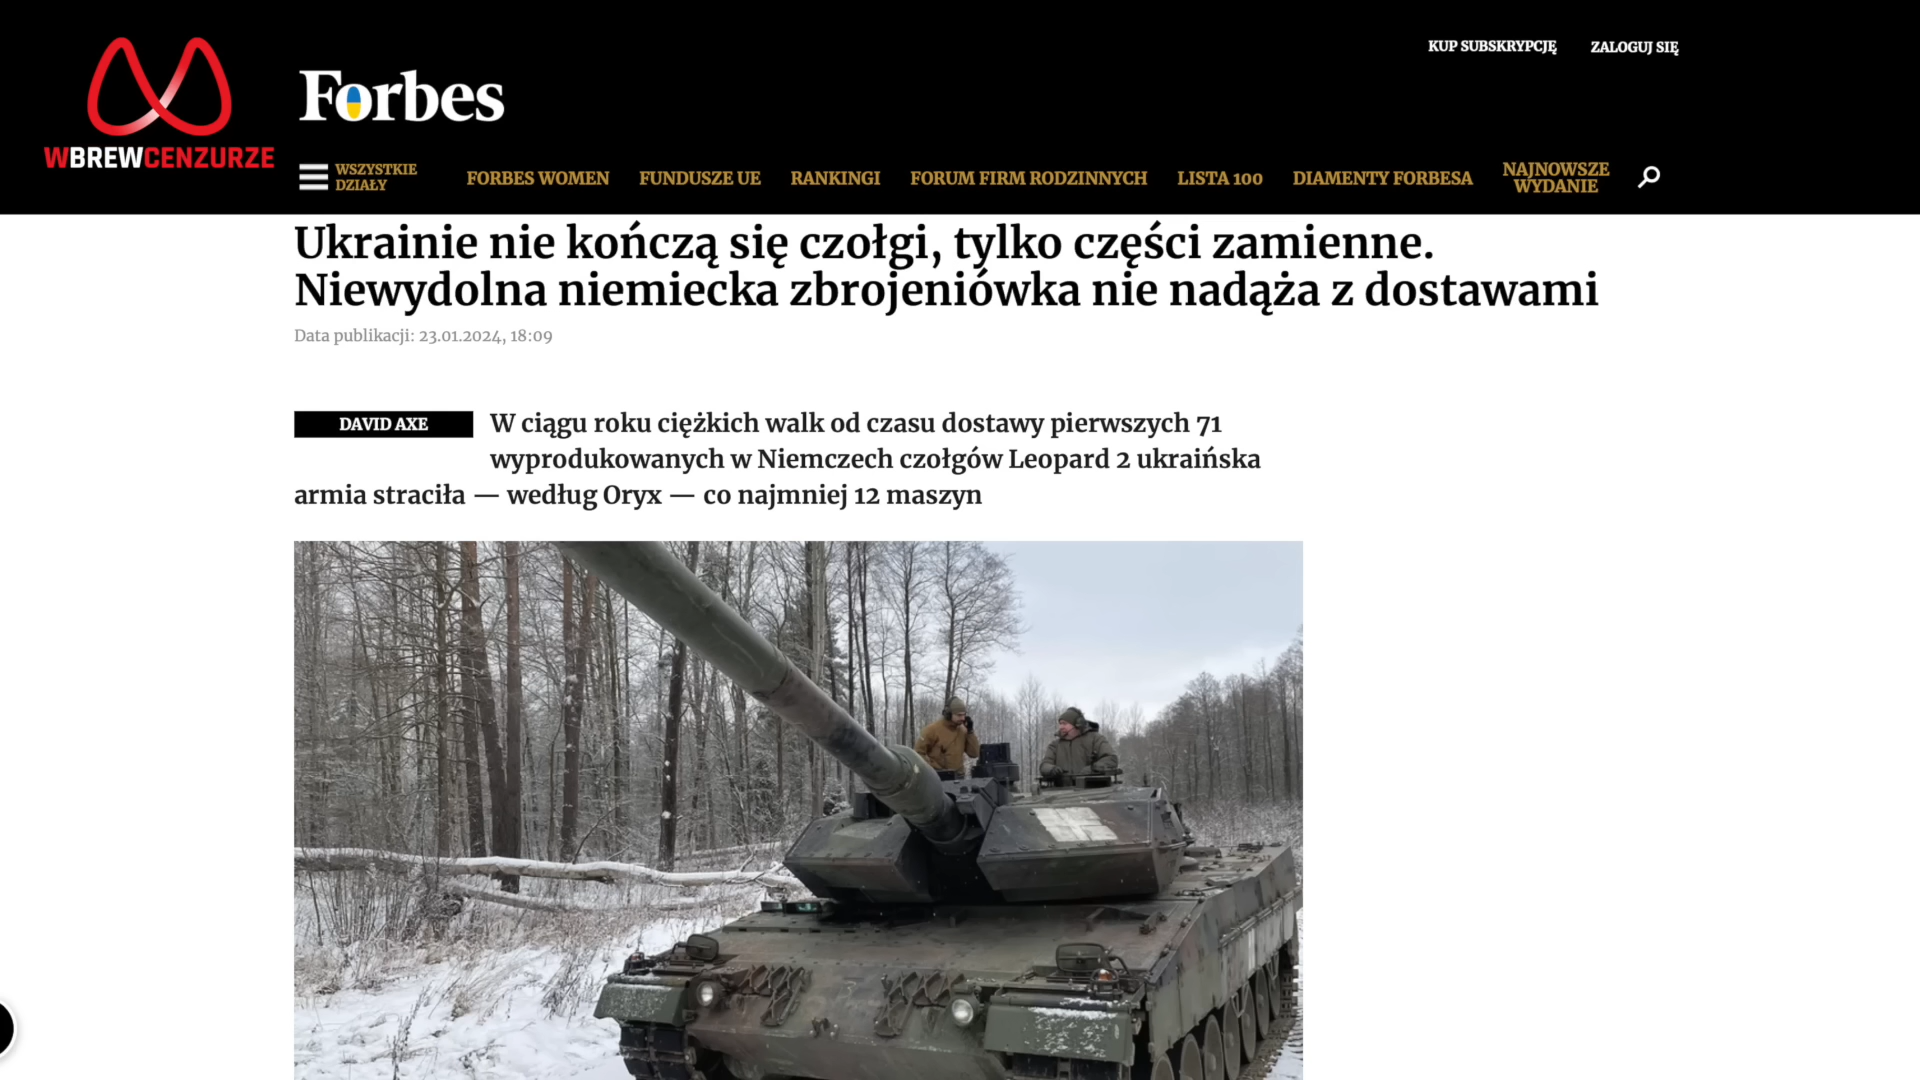 KUP SUBSKRYPCJĘ ZALOGUJ SIĘ
Forbes
WBREWCENZURZE
WSZYSTKIE
DZIAŁY
FORBES WOMEN FUNDUSZE UE RANKINGI FORUM FIRM RODZINNYCH LISTA 100 DIAMENTY FORBESA
NAJNOWSZE
WYDANIE
Ukrainie nie kończą się czołgi, tylko części zamienne.
Niewydolna niemiecka zbrojeniówka nie nadąża z dostawami
Data publikacji: 23.01.2024, 18:09
DAVID AXE W ciągu roku ciężkich walk od czasu dostawy pierwszych 71
wyprodukowanych w Niemczech czołgów Leopard 2 ukraińska
armia straciła — według Oryx — co najmniej 12 maszyn